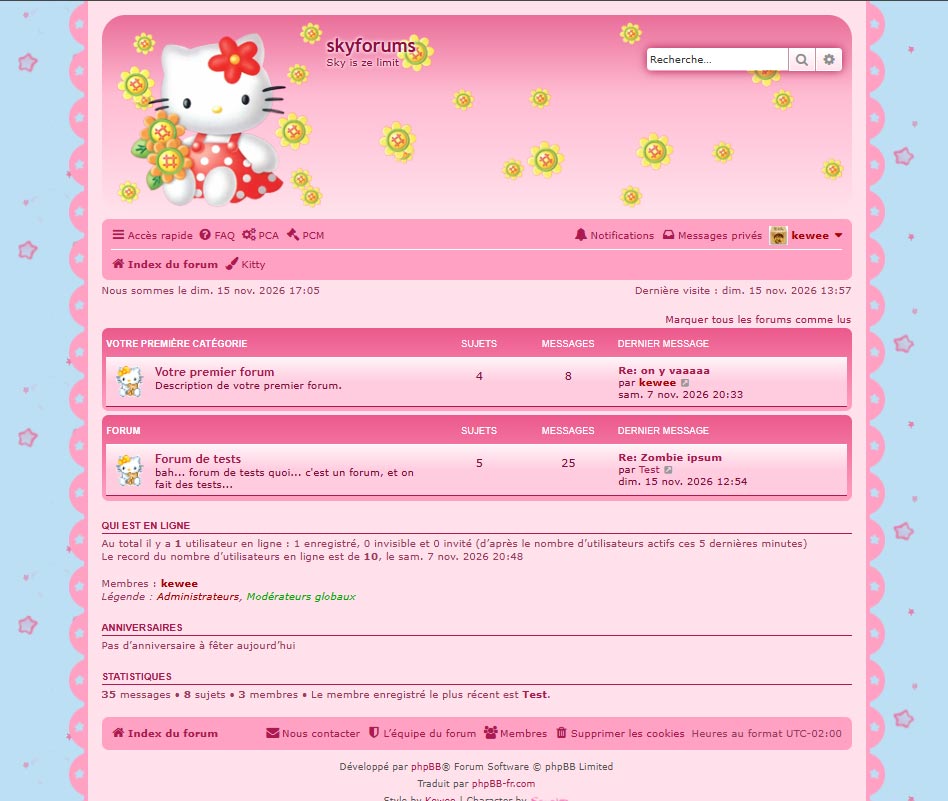 skyforums
Sky is ze limit
Recherche…
Accès rapide FAQ PCA PCM Notifications Messages privés kewee
Index du forum Kitty
Nous sommes le dim. 15 nov. 2026 17:05 Dernière visite : dim. 15 nov. 2026 13:57
Marquer tous les forums comme lus
VOTRE PREMIÈRE CATÉGORIE SUJETS MESSAGES DERNIER MESSAGE
Votre premier forum 4 8 Re: on y vaaaaa
Description de votre premier forum. par kewee
sam. 7 nov. 2026 20:33
FORUM SUJETS MESSAGES DERNIER MESSAGE
Forum de tests 5 25 Re: Zombie ipsum
bah... forum de tests quoi... c'est un forum, et on par Test
fait des tests... dim. 15 nov. 2026 12:54
QUI EST EN LIGNE
Au total il y a 1 utilisateur en ligne : 1 enregistré, 0 invisible et 0 invité (d’après le nombre d’utilisateurs actifs ces 5 dernières minutes)
Le record du nombre d’utilisateurs en ligne est de 10, le sam. 7 nov. 2026 20:48
Membres : kewee
Légende : Administrateurs, Modérateurs globaux
ANNIVERSAIRES
Pas d’anniversaire à fêter aujourd’hui
STATISTIQUES
35 messages • 8 sujets • 3 membres • Le membre enregistré le plus récent est Test.
Index du forum Nous contacter L’équipe du forum Membres Supprimer les cookies Heures au format UTC-02:00
Développé par phpBB® Forum Software © phpBB Limited
Traduit par phpBB-fr.com
Style by Kewee | Character by